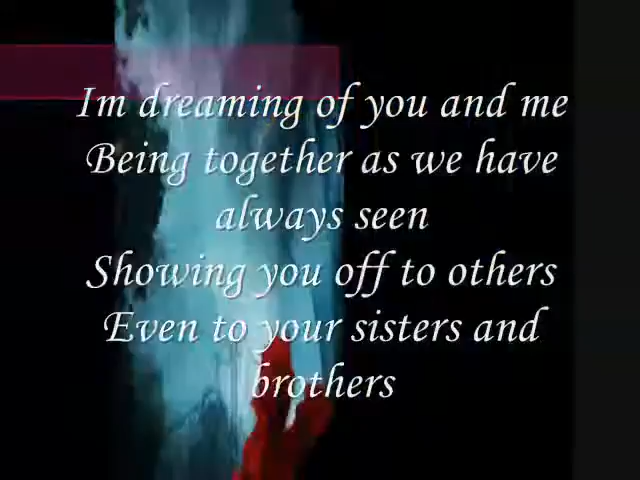 Im dreaming of you and me
Being together as we have
always seen
Showing you off to others
Even to your sisters and
brothers